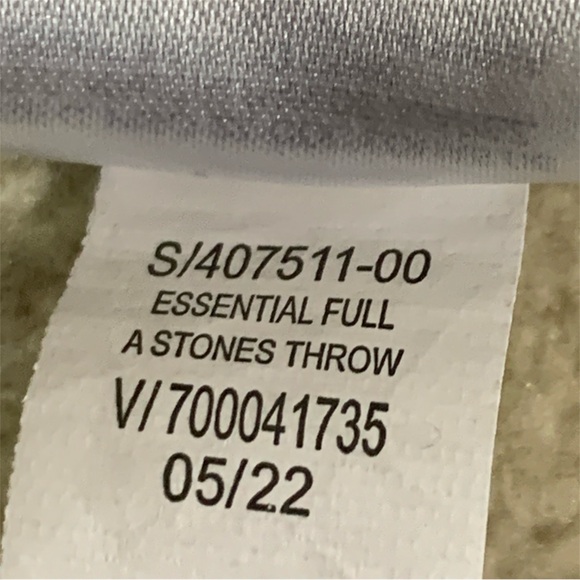 S/407511-00
ESSENTIAL FULL
A STONES THROW
V/700041735
05/22